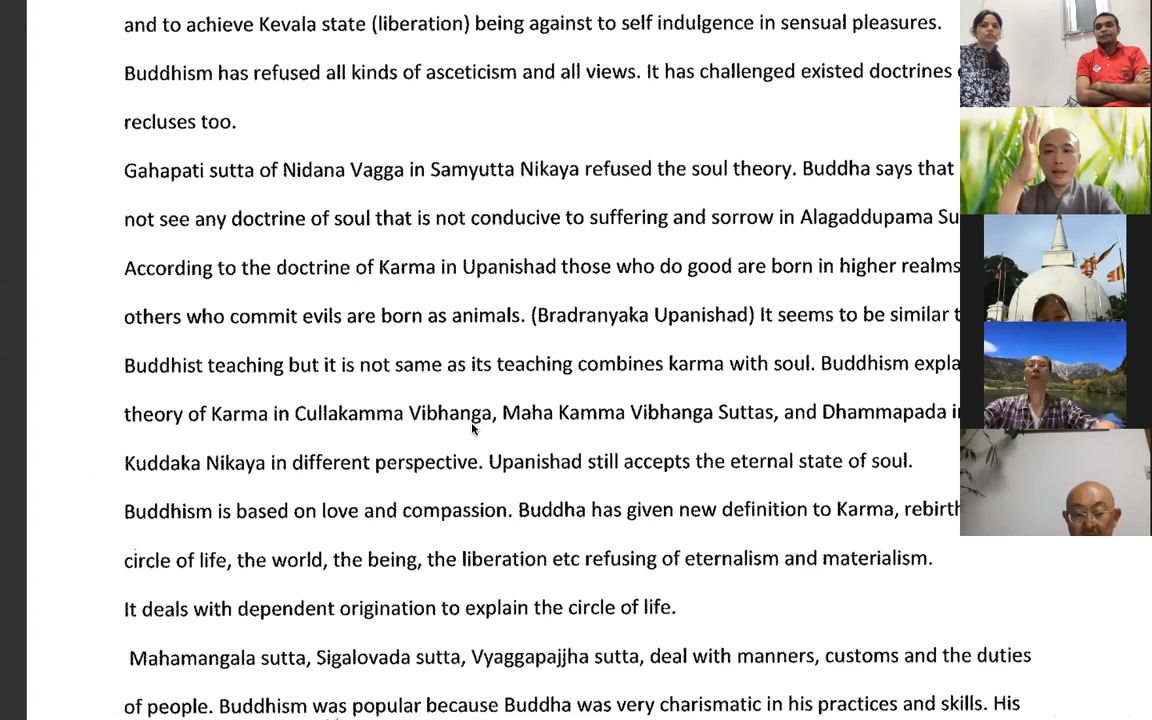 and to achieve Kevala state (liberation) being against to self indulgence in sensual pleasures.
Buddhism has refused all kinds of asceticism and all views. It has challenged existed doctrines
recluses too.
Gahapati sutta of Nidana Vagga in Samyutta Nikaya refused the soul theory. Buddha says that
not see any doctrine of soul that is not conducive to suffering and sorrow in Alagaddupama Su
According to the doctrine of Karma in Upanishad those who do good are born in higher realms
others who commit evils are born as animals. (Bradranyaka Upanishad) It seems to be similar t
Buddhist teaching but it is not same as its teaching combines karma with soul. Buddhism expla
theory of Karma in Cullakamma Vibhanga, Maha Kamma Vibhanga Suttas, and Dhammapada i
Kuddaka Nikaya in different perspective. Upanishad still accepts the eternal state of soul.
Buddhism is based on love and compassion. Buddha has given new definition to Karma, rebirth
circle of life, the world, the being, the liberation etc refusing of eternalism and materialism.
It deals with dependent origination to explain the circle of life.
Mahamangala sutta, Sigalovada sutta, Vyaggapajjha sutta, deal with manners, customs and the duties
of people. Buddhism was popular because Buddha was very charismatic in his practices and skills. His